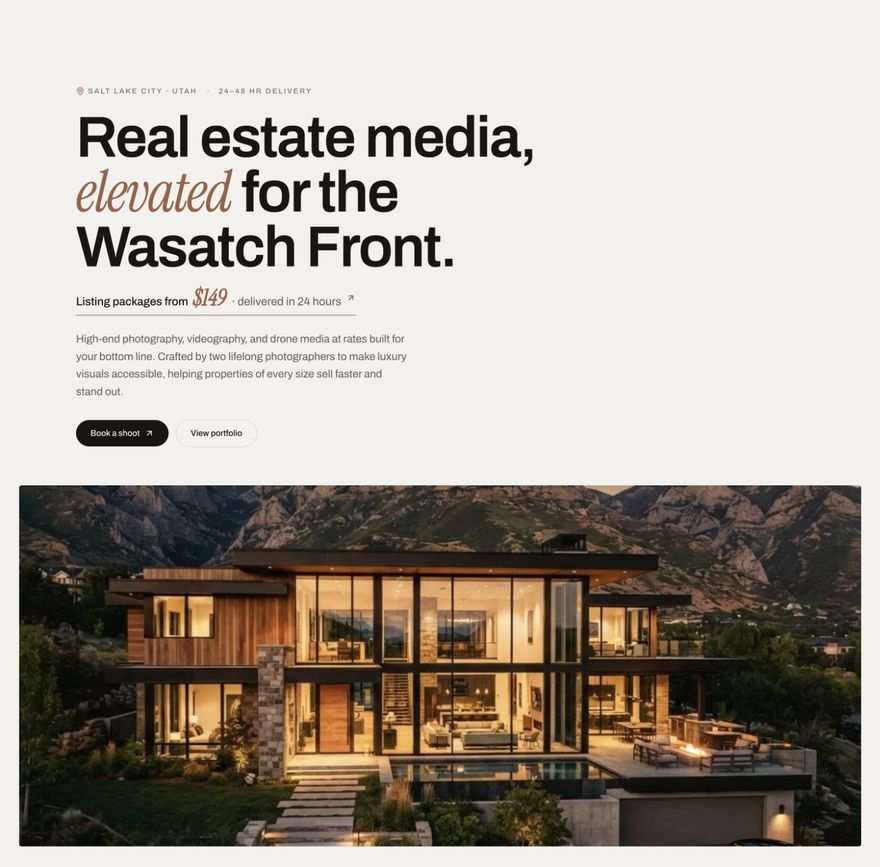 SALT LAKE CITY · UTAH · 24–48 HR DELIVERY
Real estate media,
elevated for the
Wasatch Front.
Listing packages from $149 · delivered in 24 hours ↗
High-end photography, videography, and drone media at rates built for
your bottom line. Crafted by two lifelong photographers to make luxury
visuals accessible, helping properties of every size sell faster and
stand out.
Book a shoot ↗ View portfolio